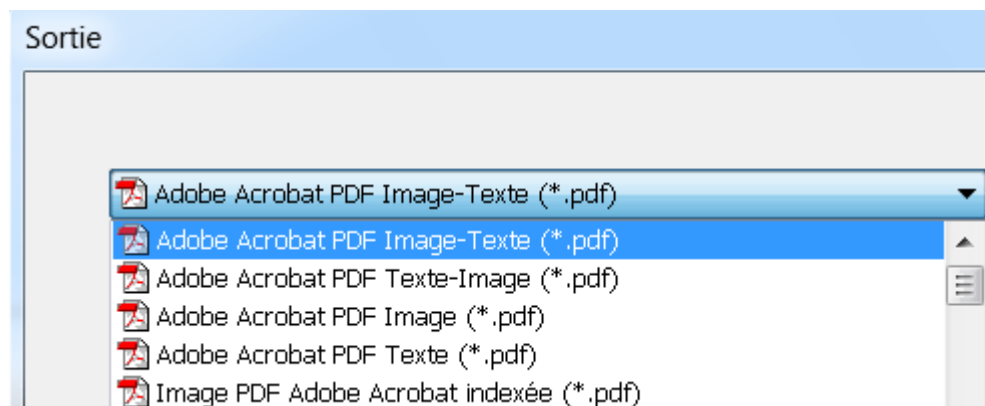 Sortie
Adobe Acrobat PDF Image-Texte (*.pdf)
Adobe Acrobat PDF Image-Texte (*.pdf)
Adobe Acrobat PDF Texte-Image (*.pdf)
Adobe Acrobat PDF Image (*.pdf)
Adobe Acrobat PDF Texte (*.pdf)
Image PDF Adobe Acrobat indexée (*.pdf)